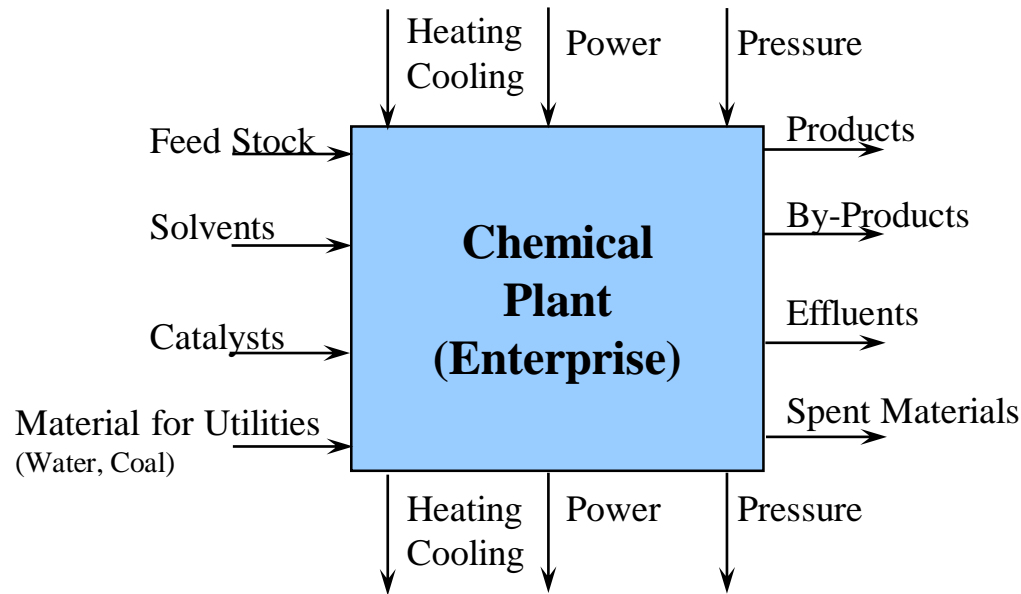 Heating
Cooling
Power
Pressure
Feed Stock
Solvents
Catalysts
Material for Utilities
(Water, Coal)
Chemical
Plant
(Enterprise)
Products
By-Products
Effluents
Spent Materials
Heating
Cooling
Power
Pressure